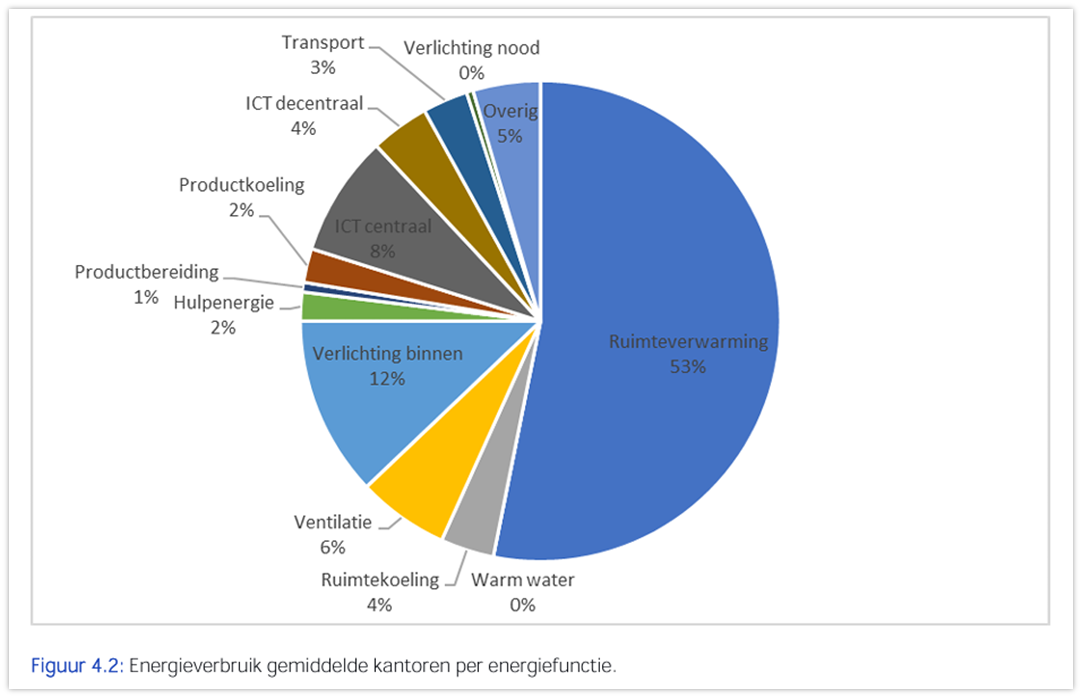 Transport
3%
Verlichting nood
0%
Overig
5%
ICT decentraal
4%
Productkoeling
2%
ICT centraal
8%
Productbereiding
1%
Hulpenergie
2%
Verlichting binnen
12%
Ruimteverwarming
53%
Ventilatie
6%
Ruimtekoeling
4%
Warm water
0%
Figuur 4.2: Energieverbruik gemiddelde kantoren per energiefunctie.